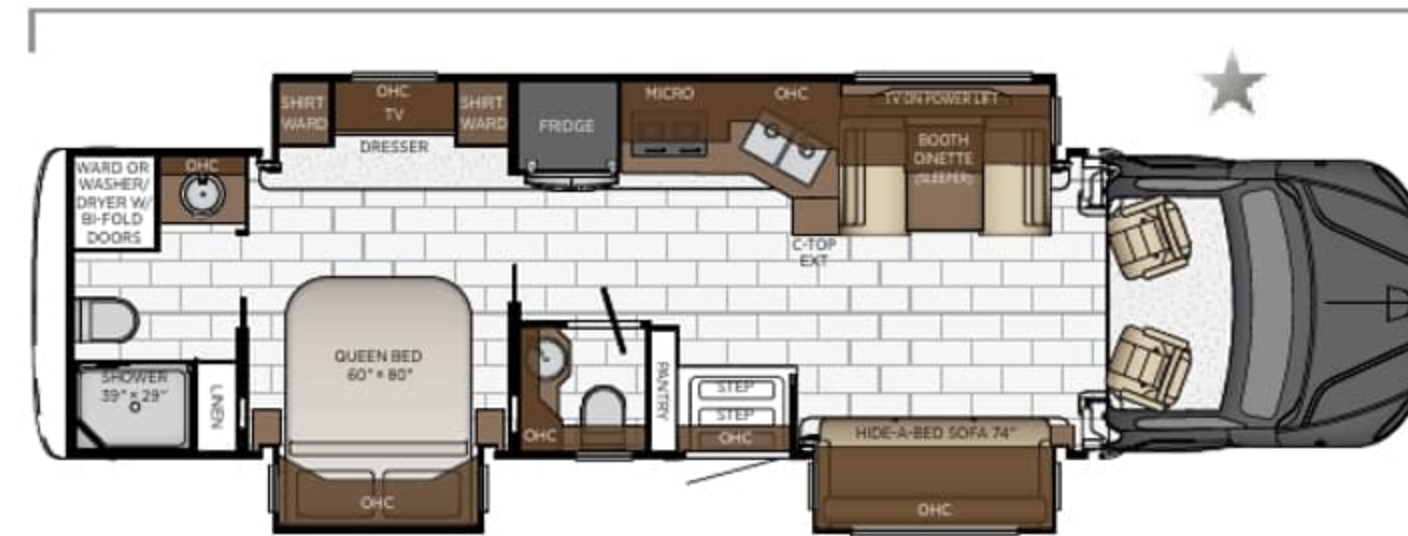 SHIRT
WARD
OHC
TV
SHIRT
WARD
DRESSER
FRIDGE
MICRO
OHC
TV ON POWER LIFT
BOOTH
DINETTE
(SLEEPER)
C-TOP
EXT
WARD OR
WASHER/
DRYER W/
BI-FOLD
DOORS
OHC
QUEEN BED
60" x 80"
SHOWER
39" x 29"
LINEN
OHC
OHC
PANTRY
STEP
STEP
OHC
HIDE-A-BED SOFA 74"
OHC